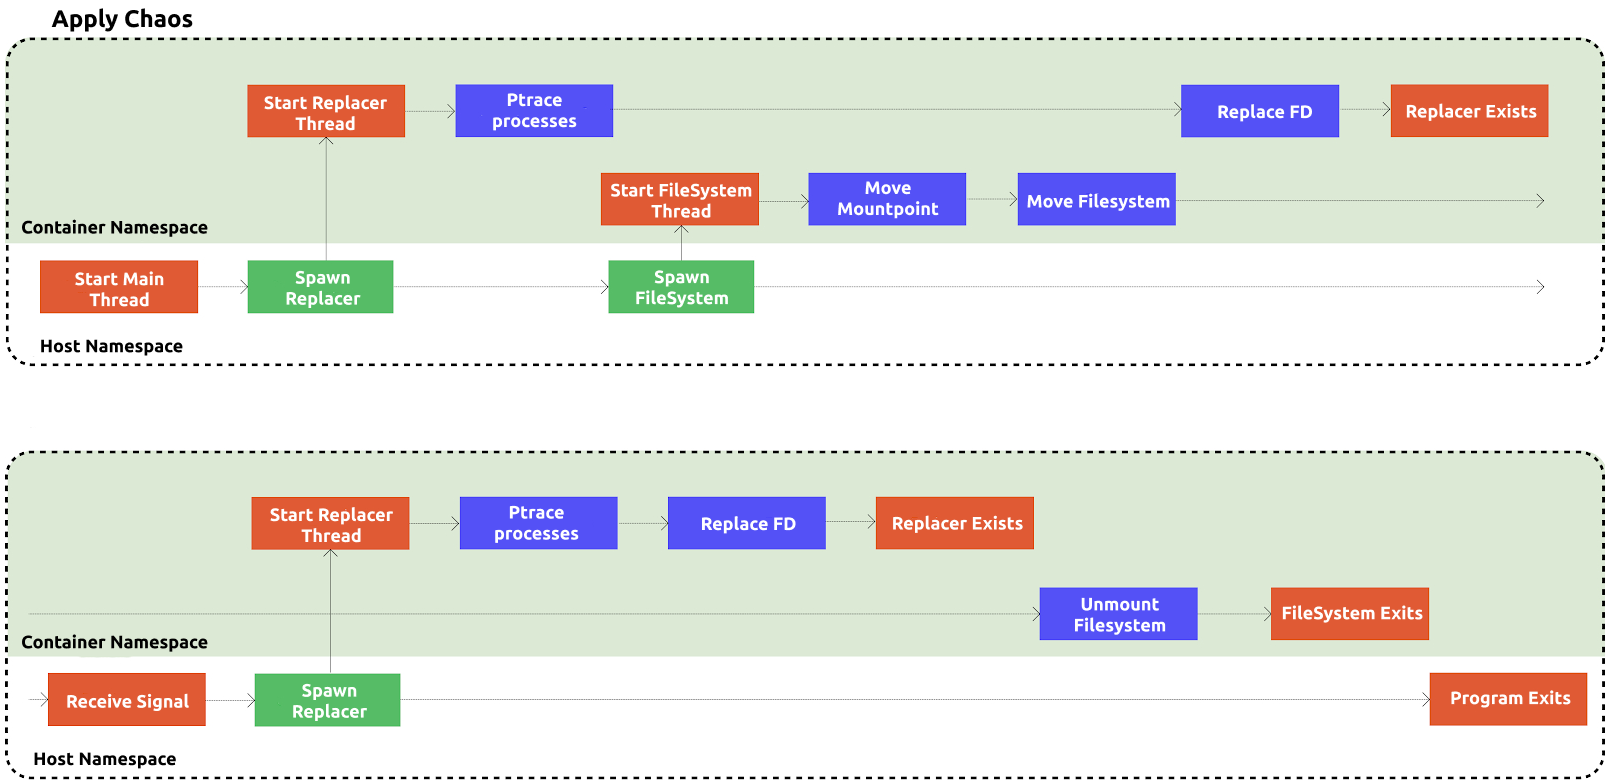 Apply Chaos
Start Replacer
Thread
Ptrace
processes
Replace FD
Replacer Exists
Start FileSystem
Thread
Move
Mountpoint
Move Filesystem
Container Namespace
Start Main
Thread
Spawn
Replacer
Spawn
FileSystem
Host Namespace
Start Replacer
Thread
Ptrace
processes
Replace FD
Replacer Exists
Unmount
Filesystem
FileSystem Exits
Container Namespace
Receive Signal
Spawn
Replacer
Program Exits
Host Namespace